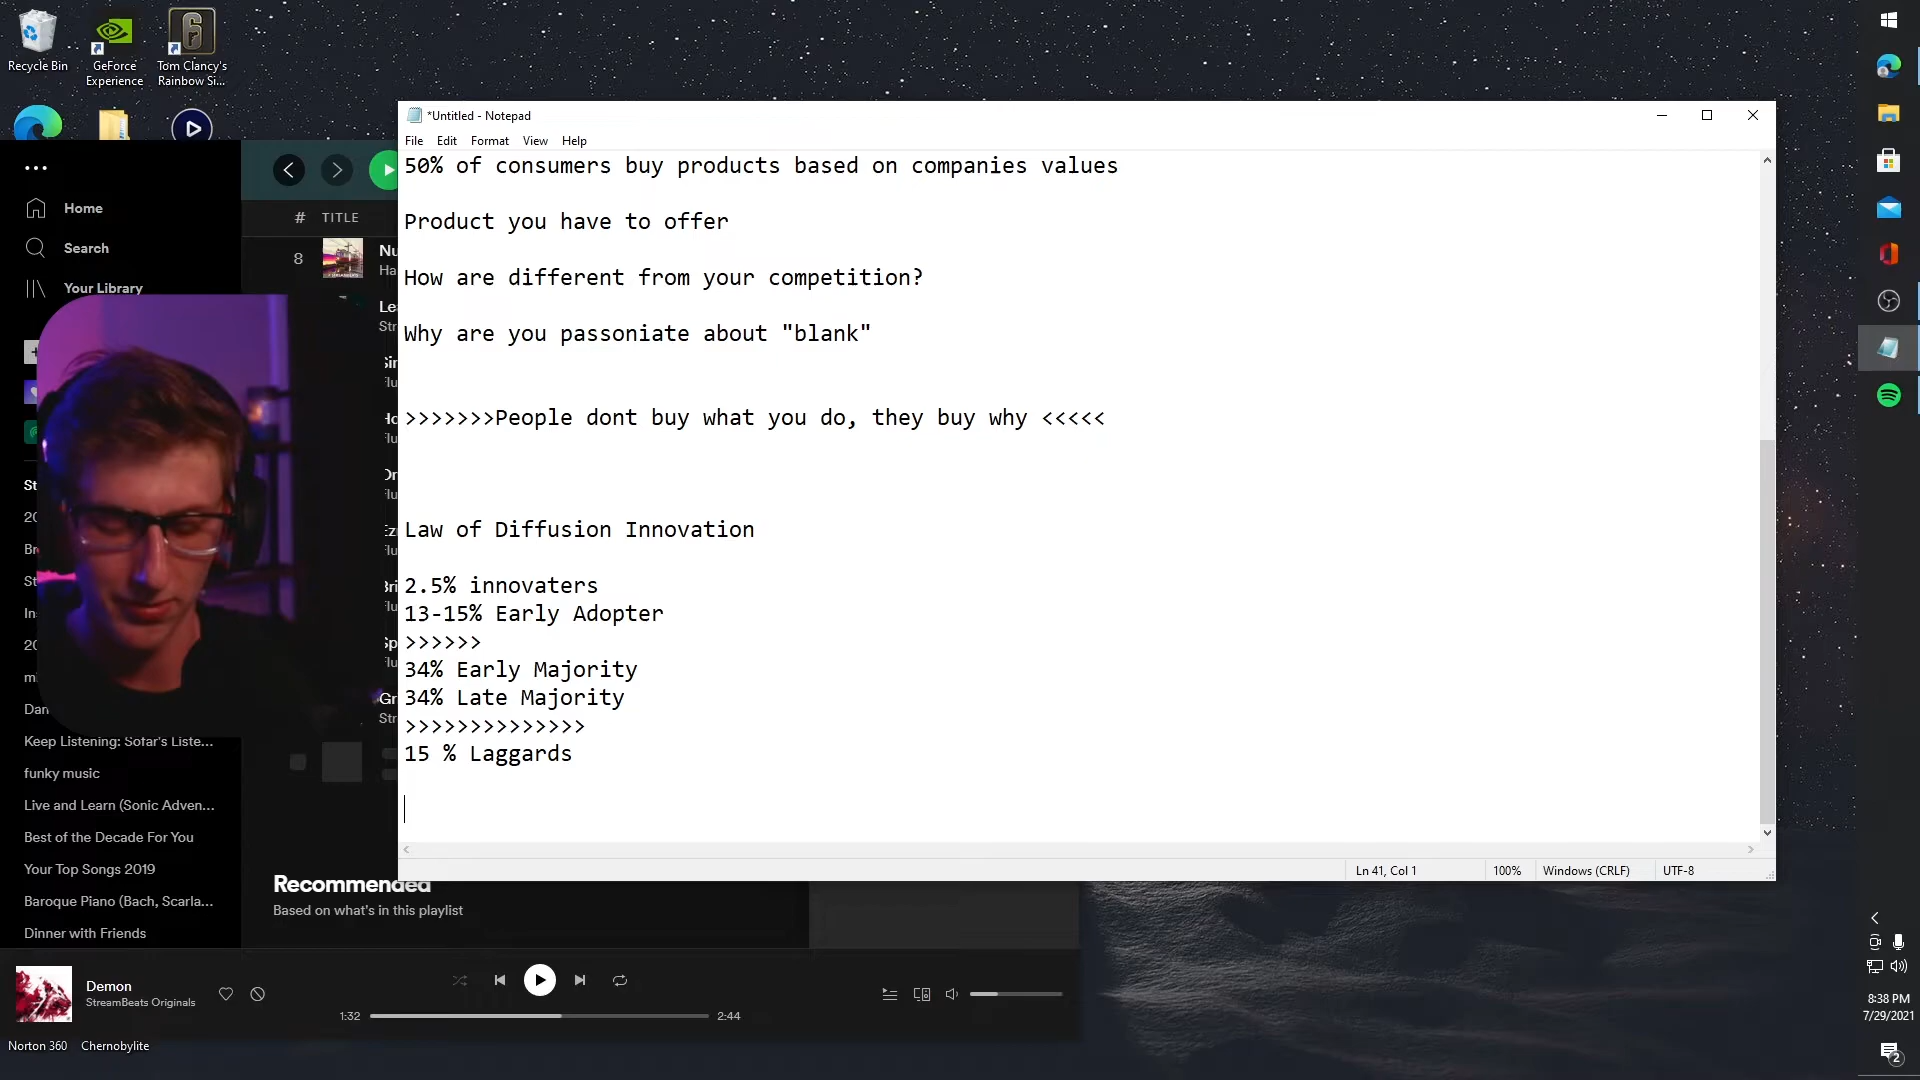 Recycle Bin
GeForce Experience
Tom Clancy's Rainbow Si...
*Untitled - Notepad
File Edit Format View Help
50% of consumers buy products based on companies values
Product you have to offer
How are different from your competition?
Why are you passoniate about "blank"
>>>>>>>People dont buy what you do, they buy why <<<<<
Law of Diffusion Innovation
2.5% innovaters
13-15% Early Adopter
>>>>>>
34% Early Majority
34% Late Majority
>>>>>>>>>>>>>>
15 % Laggards
Ln 41, Col 1
100%
Windows (CRLF)
UTF-8
Home
Search
Your Library
# TITLE
8
Keep Listening: Sofar's Liste...
funky music
Live and Learn (Sonic Adven...
Best of the Decade For You
Your Top Songs 2019
Baroque Piano (Bach, Scarla...
Dinner with Friends
Recommended
Based on what's in this playlist
Demon
StreamBeats Originals
1:32
2:44
Norton 360
Chernobylite
8:38 PM
7/29/2021
2